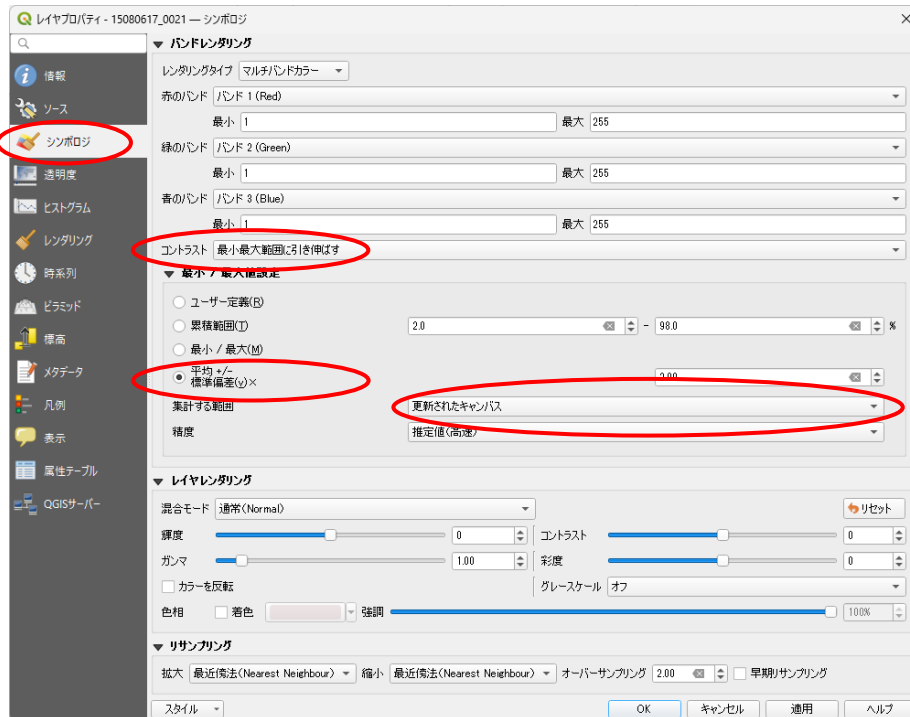 レイヤプロパティ - 15080617_0021 — シンボロジ
情報
ソース
シンボロジ
透明度
ヒストグラム
レンダリング
時系列
ピラミッド
標高
メタデータ
凡例
表示
属性テーブル
QGISサーバー
▼ バンドレンダリング
レンダリングタイプ マルチバンドカラー
赤のバンド バンド 1 (Red)
最小 1 最大 255
緑のバンド バンド 2 (Green)
最小 1 最大 255
青のバンド バンド 3 (Blue)
最小 1 最大 255
コントラスト 最小最大範囲に引き伸ばす
▼ 最小 / 最大値設定
ユーザー定義(R)
累積範囲(T) 2.0 - 98.0 %
最小 / 最大(M)
平均 +/-
標準偏差(v)× 2.00
集計する範囲 更新されたキャンバス
精度 推定値(高速)
▼ レイヤレンダリング
混合モード 通常(Normal) リセット
輝度 0 コントラスト 0
ガンマ 1.00 彩度 0
カラーを反転 グレースケール オフ
色相 着色 強調 100%
▼ リサンプリング
拡大 最近傍法(Nearest Neighbour) 縮小 最近傍法(Nearest Neighbour) オーバーサンプリング 2.00 早期リサンプリング
スタイル OK キャンセル 適用 ヘルプ